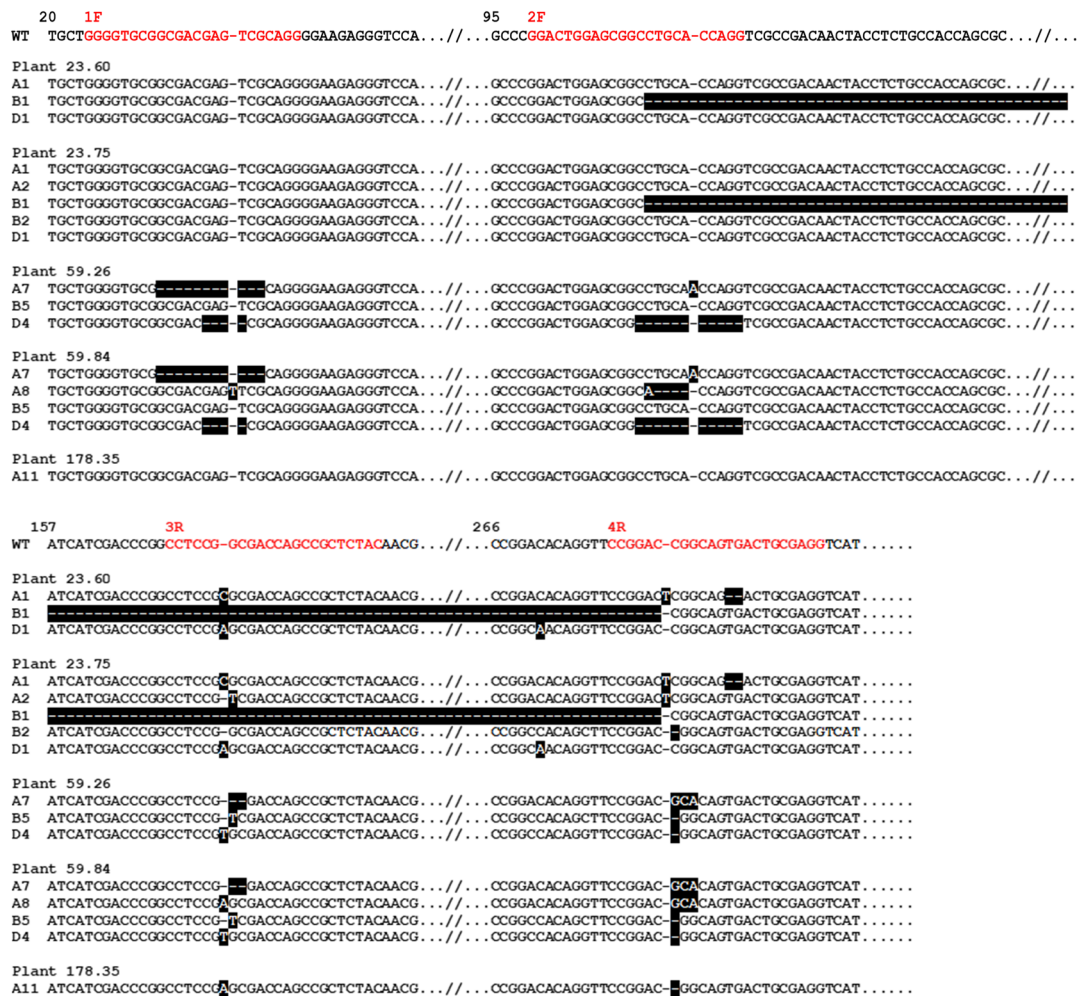 20 1F 95 2F
WT TGCTGGGGTGCGGCGACGAG-TCGCAGGGGAAGAGGGTCCA...//...GCCCGGACTGGAGCGGCCTGCA-CCAGGTCGCCGACAACTACCTCTGCCACCAGCGC...//...
Plant 23.60
A1 TGCTGGGGTGCGGCGACGAG-TCGCAGGGGAAGAGGGTCCA...//...GCCCGGACTGGAGCGGCCTGCA-CCAGGTCGCCGACAACTACCTCTGCCACCAGCGC...//...
B1 TGCTGGGGTGCGGCGACGAG-TCGCAGGGGAAGAGGGTCCA...//...GCCCGGACTGGAGCGGC-----------------------------------------------
D1 TGCTGGGGTGCGGCGACGAG-TCGCAGGGGAAGAGGGTCCA...//...GCCCGGACTGGAGCGGCCTGCA-CCAGGTCGCCGACAACTACCTCTGCCACCAGCGC...//...
Plant 23.75
A1 TGCTGGGGTGCGGCGACGAG-TCGCAGGGGAAGAGGGTCCA...//...GCCCGGACTGGAGCGGCCTGCA-CCAGGTCGCCGACAACTACCTCTGCCACCAGCGC...//...
A2 TGCTGGGGTGCGGCGACGAG-TCGCAGGGGAAGAGGGTCCA...//...GCCCGGACTGGAGCGGCCTGCA-CCAGGTCGCCGACAACTACCTCTGCCACCAGCGC...//...
B1 TGCTGGGGTGCGGCGACGAG-TCGCAGGGGAAGAGGGTCCA...//...GCCCGGACTGGAGCGGC-----------------------------------------------
B2 TGCTGGGGTGCGGCGACGAG-TCGCAGGGGAAGAGGGTCCA...//...GCCCGGACTGGAGCGGCCTGCA-CCAGGTCGCCGACAACTACCTCTGCCACCAGCGC...//...
D1 TGCTGGGGTGCGGCGACGAG-TCGCAGGGGAAGAGGGTCCA...//...GCCCGGACTGGAGCGGCCTGCA-CCAGGTCGCCGACAACTACCTCTGCCACCAGCGC...//...
Plant 59.26
A7 TGCTGGGGTGCG------------CAGGGGAAGAGGGTCCA...//...GCCCGGACTGGAGCGGCCTGCAACCAGGTCGCCGACAACTACCTCTGCCACCAGCGC...//...
B5 TGCTGGGGTGCGGCGACGAG-TCGCAGGGGAAGAGGGTCCA...//...GCCCGGACTGGAGCGGCCTGCA-CCAGGTCGCCGACAACTACCTCTGCCACCAGCGC...//...
D4 TGCTGGGGTGCGGCGAC-----CGCAGGGGAAGAGGGTCCA...//...GCCCGGACTGGAGCGG------------TCGCCGACAACTACCTCTGCCACCAGCGC...//...
Plant 59.84
A7 TGCTGGGGTGCG------------CAGGGGAAGAGGGTCCA...//...GCCCGGACTGGAGCGGCCTGCAACCAGGTCGCCGACAACTACCTCTGCCACCAGCGC...//...
A8 TGCTGGGGTGCGGCGACGAGTTCGCAGGGGAAGAGGGTCCA...//...GCCCGGACTGGAGCGGCA-----CCAGGTCGCCGACAACTACCTCTGCCACCAGCGC...//...
B5 TGCTGGGGTGCGGCGACGAG-TCGCAGGGGAAGAGGGTCCA...//...GCCCGGACTGGAGCGGCCTGCA-CCAGGTCGCCGACAACTACCTCTGCCACCAGCGC...//...
D4 TGCTGGGGTGCGGCGAC-----CGCAGGGGAAGAGGGTCCA...//...GCCCGGACTGGAGCGG------------TCGCCGACAACTACCTCTGCCACCAGCGC...//...
Plant 178.35
A11 TGCTGGGGTGCGGCGACGAG-TCGCAGGGGAAGAGGGTCCA...//...GCCCGGACTGGAGCGGCCTGCA-CCAGGTCGCCGACAACTACCTCTGCCACCAGCGC...//...
157 3R 266 4R
WT ATCATCGACCCGGCCTCCG-GCGACCAGCCGCTCTACAACG...//...CCGGACACAGGTTCCGGAC-CGGCAGTGACTGCGAGGTCAT......
Plant 23.60
A1 ATCATCGACCCGGCCTCCGCGCGACCAGCCGCTCTACAACG...//...CCGGACACAGGTTCCGGACTCGGCAG--ACTGCGAGGTCAT......
B1 ---------------------------------------------------------------------CGGCAGTGACTGCGAGGTCAT......
D1 ATCATCGACCCGGCCTCCGAGCGACCAGCCGCTCTACAACG...//...CCGGCAACAGGTTCCGGAC-CGGCAGTGACTGCGAGGTCAT......
Plant 23.75
A1 ATCATCGACCCGGCCTCCGCGCGACCAGCCGCTCTACAACG...//...CCGGACACAGGTTCCGGACTCGGCAG--ACTGCGAGGTCAT......
A2 ATCATCGACCCGGCCTCCG-TCGACCAGCCGCTCTACAACG...//...CCGGACACAGGTTCCGGACTCGGCAGTGACTGCGAGGTCAT......
B1 ---------------------------------------------------------------------CGGCAGTGACTGCGAGGTCAT......
B2 ATCATCGACCCGGCCTCCG-GCGACCAGCCGCTCTACAACG...//...CCGGCCACAGCTTCCGGAC--GGCAGTGACTGCGAGGTCAT......
D1 ATCATCGACCCGGCCTCCGAGCGACCAGCCGCTCTACAACG...//...CCGGCAACAGGTTCCGGAC-CGGCAGTGACTGCGAGGTCAT......
Plant 59.26
A7 ATCATCGACCCGGCCTCCG---GACCAGCCGCTCTACAACG...//...CCGGACACAGGTTCCGGAC-GCACAGTGACTGCGAGGTCAT......
B5 ATCATCGACCCGGCCTCCG-TCGACCAGCCGCTCTACAACG...//...CCGGCCACAGCTTCCGGAC--GGCAGTGACTGCGAGGTCAT......
D4 ATCATCGACCCGGCCTCCGTGCGACCAGCCGCTCTACAACG...//...CCGGCCACAGGTTCCGGAC--GGCAGTGACTGCGAGGTCAT......
Plant 59.84
A7 ATCATCGACCCGGCCTCCG---GACCAGCCGCTCTACAACG...//...CCGGACACAGGTTCCGGAC-GCACAGTGACTGCGAGGTCAT......
A8 ATCATCGACCCGGCCTCCGAGCGACCAGCCGCTCTACAACG...//...CCGGACACAGGTTCCGGAC-GCACAGTGACTGCGAGGTCAT......
B5 ATCATCGACCCGGCCTCCG-TCGACCAGCCGCTCTACAACG...//...CCGGCCACAGCTTCCGGAC--GGCAGTGACTGCGAGGTCAT......
D4 ATCATCGACCCGGCCTCCGTGCGACCAGCCGCTCTACAACG...//...CCGGCCACAGGTTCCGGAC--GGCAGTGACTGCGAGGTCAT......
Plant 178.35
A11 ATCATCGACCCGGCCTCCGAGCGACCAGCCGCTCTACAACG...//...CCGGACACAGGTTCCGGAC--GGCAGTGACTGCGAGGTCAT......